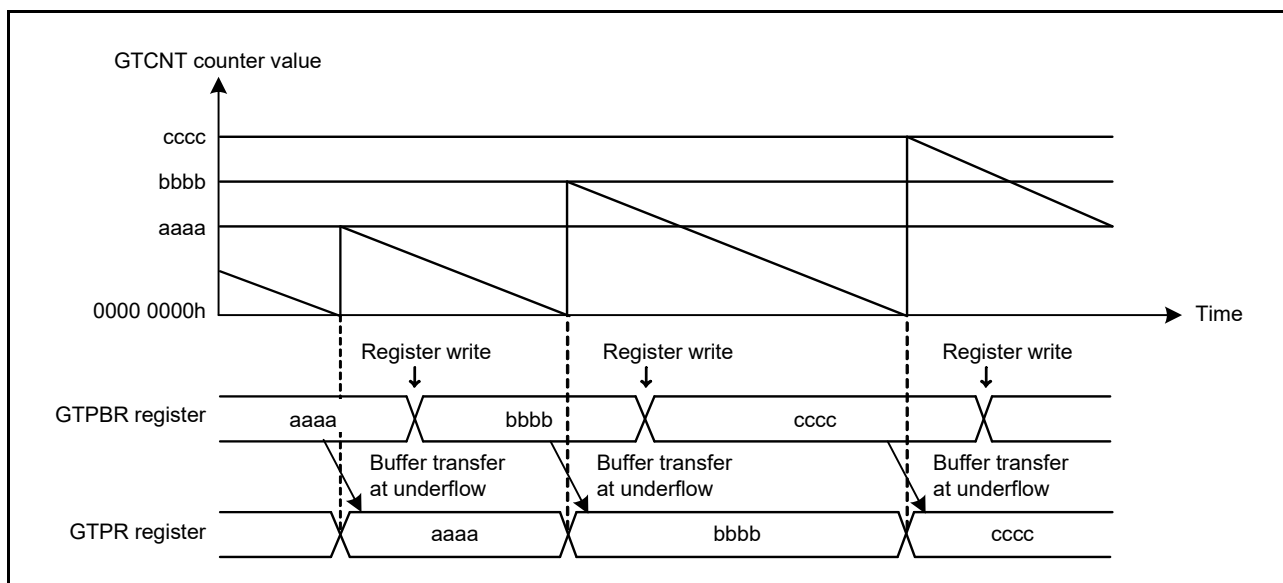 GTCNT counter value
cccc
bbbb
aaaa
0000 0000h
Time
Register write
Register write
Register write
GTPBR register
aaaa
bbbb
cccc
Buffer transfer
at underflow
Buffer transfer
at underflow
Buffer transfer
at underflow
GTPR register
aaaa
bbbb
cccc